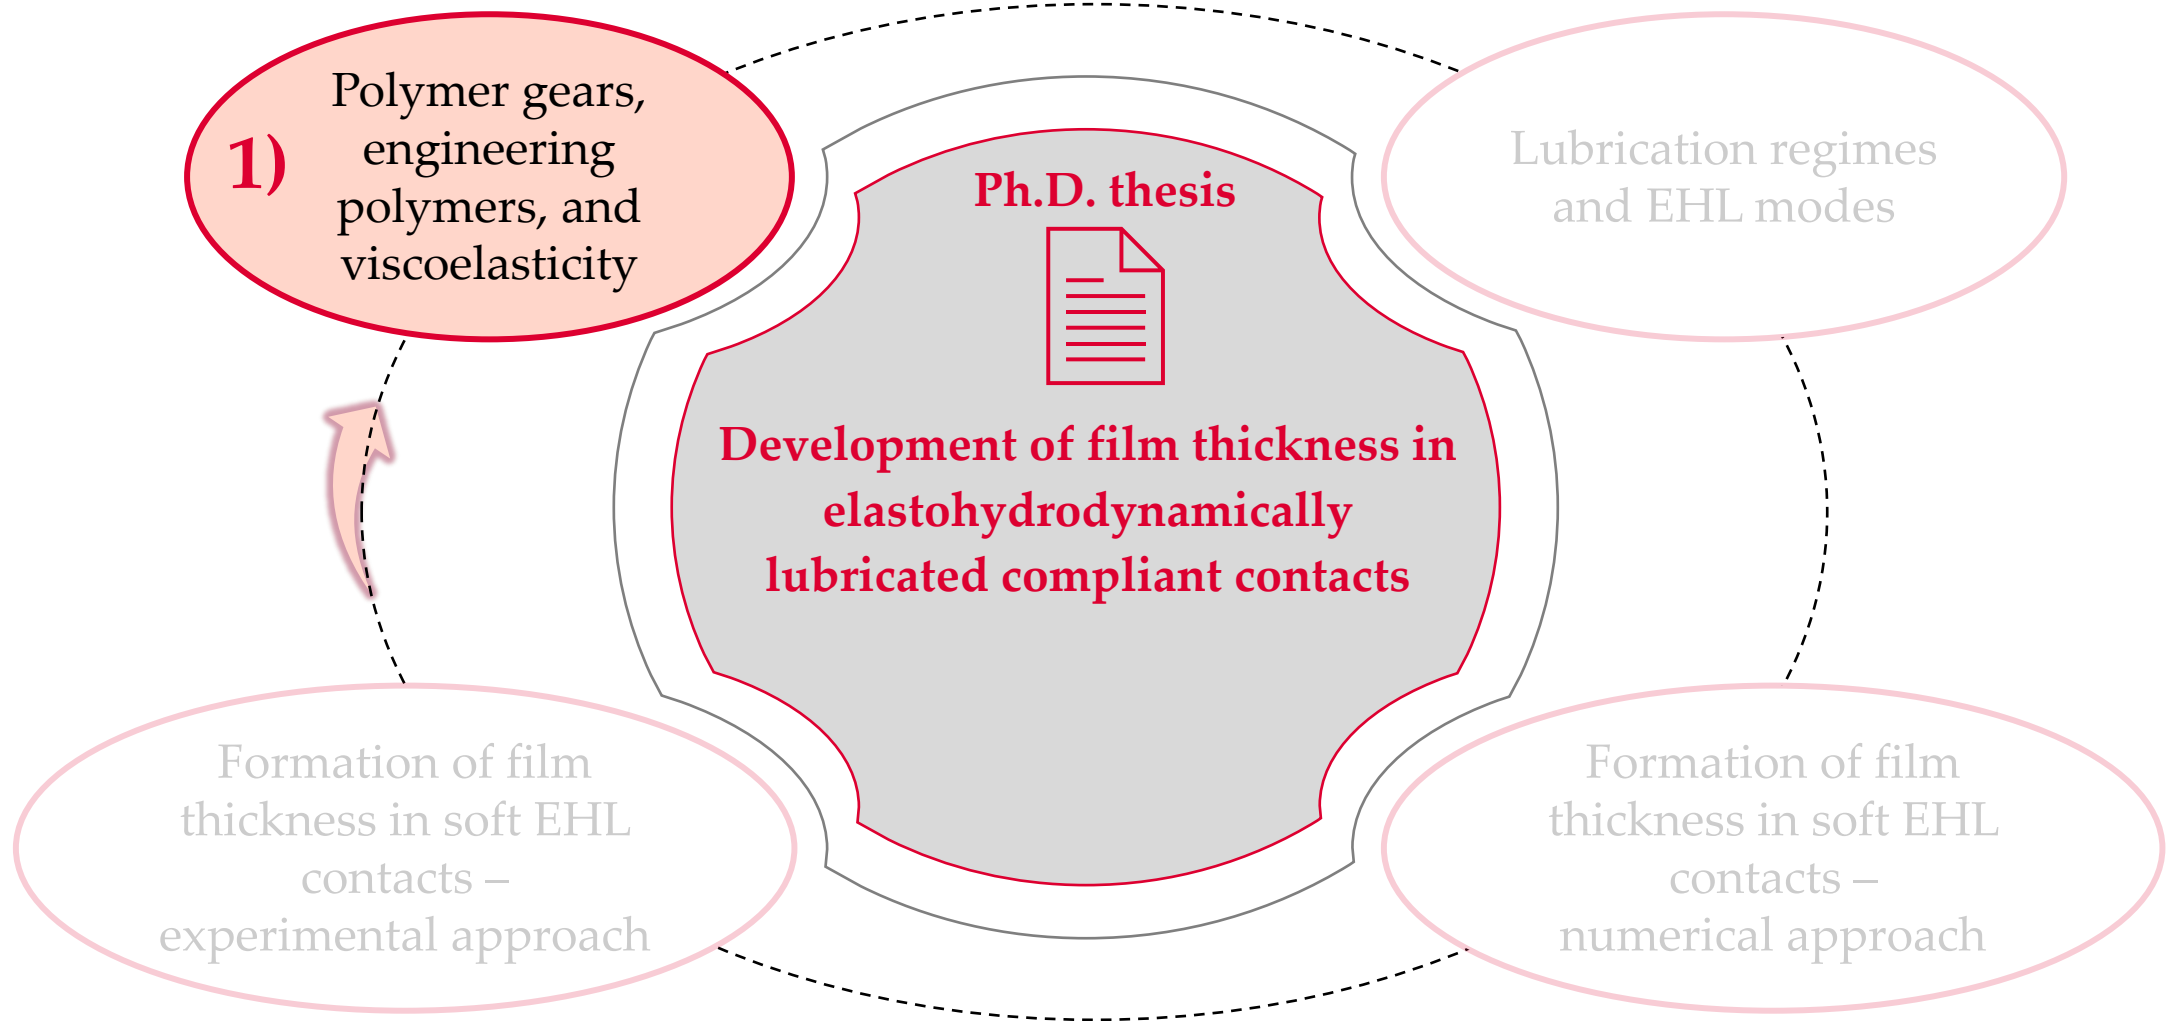 1)
Polymer gears,
engineering
polymers, and
viscoelasticity
Lubrication regimes
and EHL modes
Ph.D. thesis
Development of film thickness in
elastohydrodynamically
lubricated compliant contacts
Formation of film
thickness in soft EHL
contacts –
experimental approach
Formation of film
thickness in soft EHL
contacts –
numerical approach